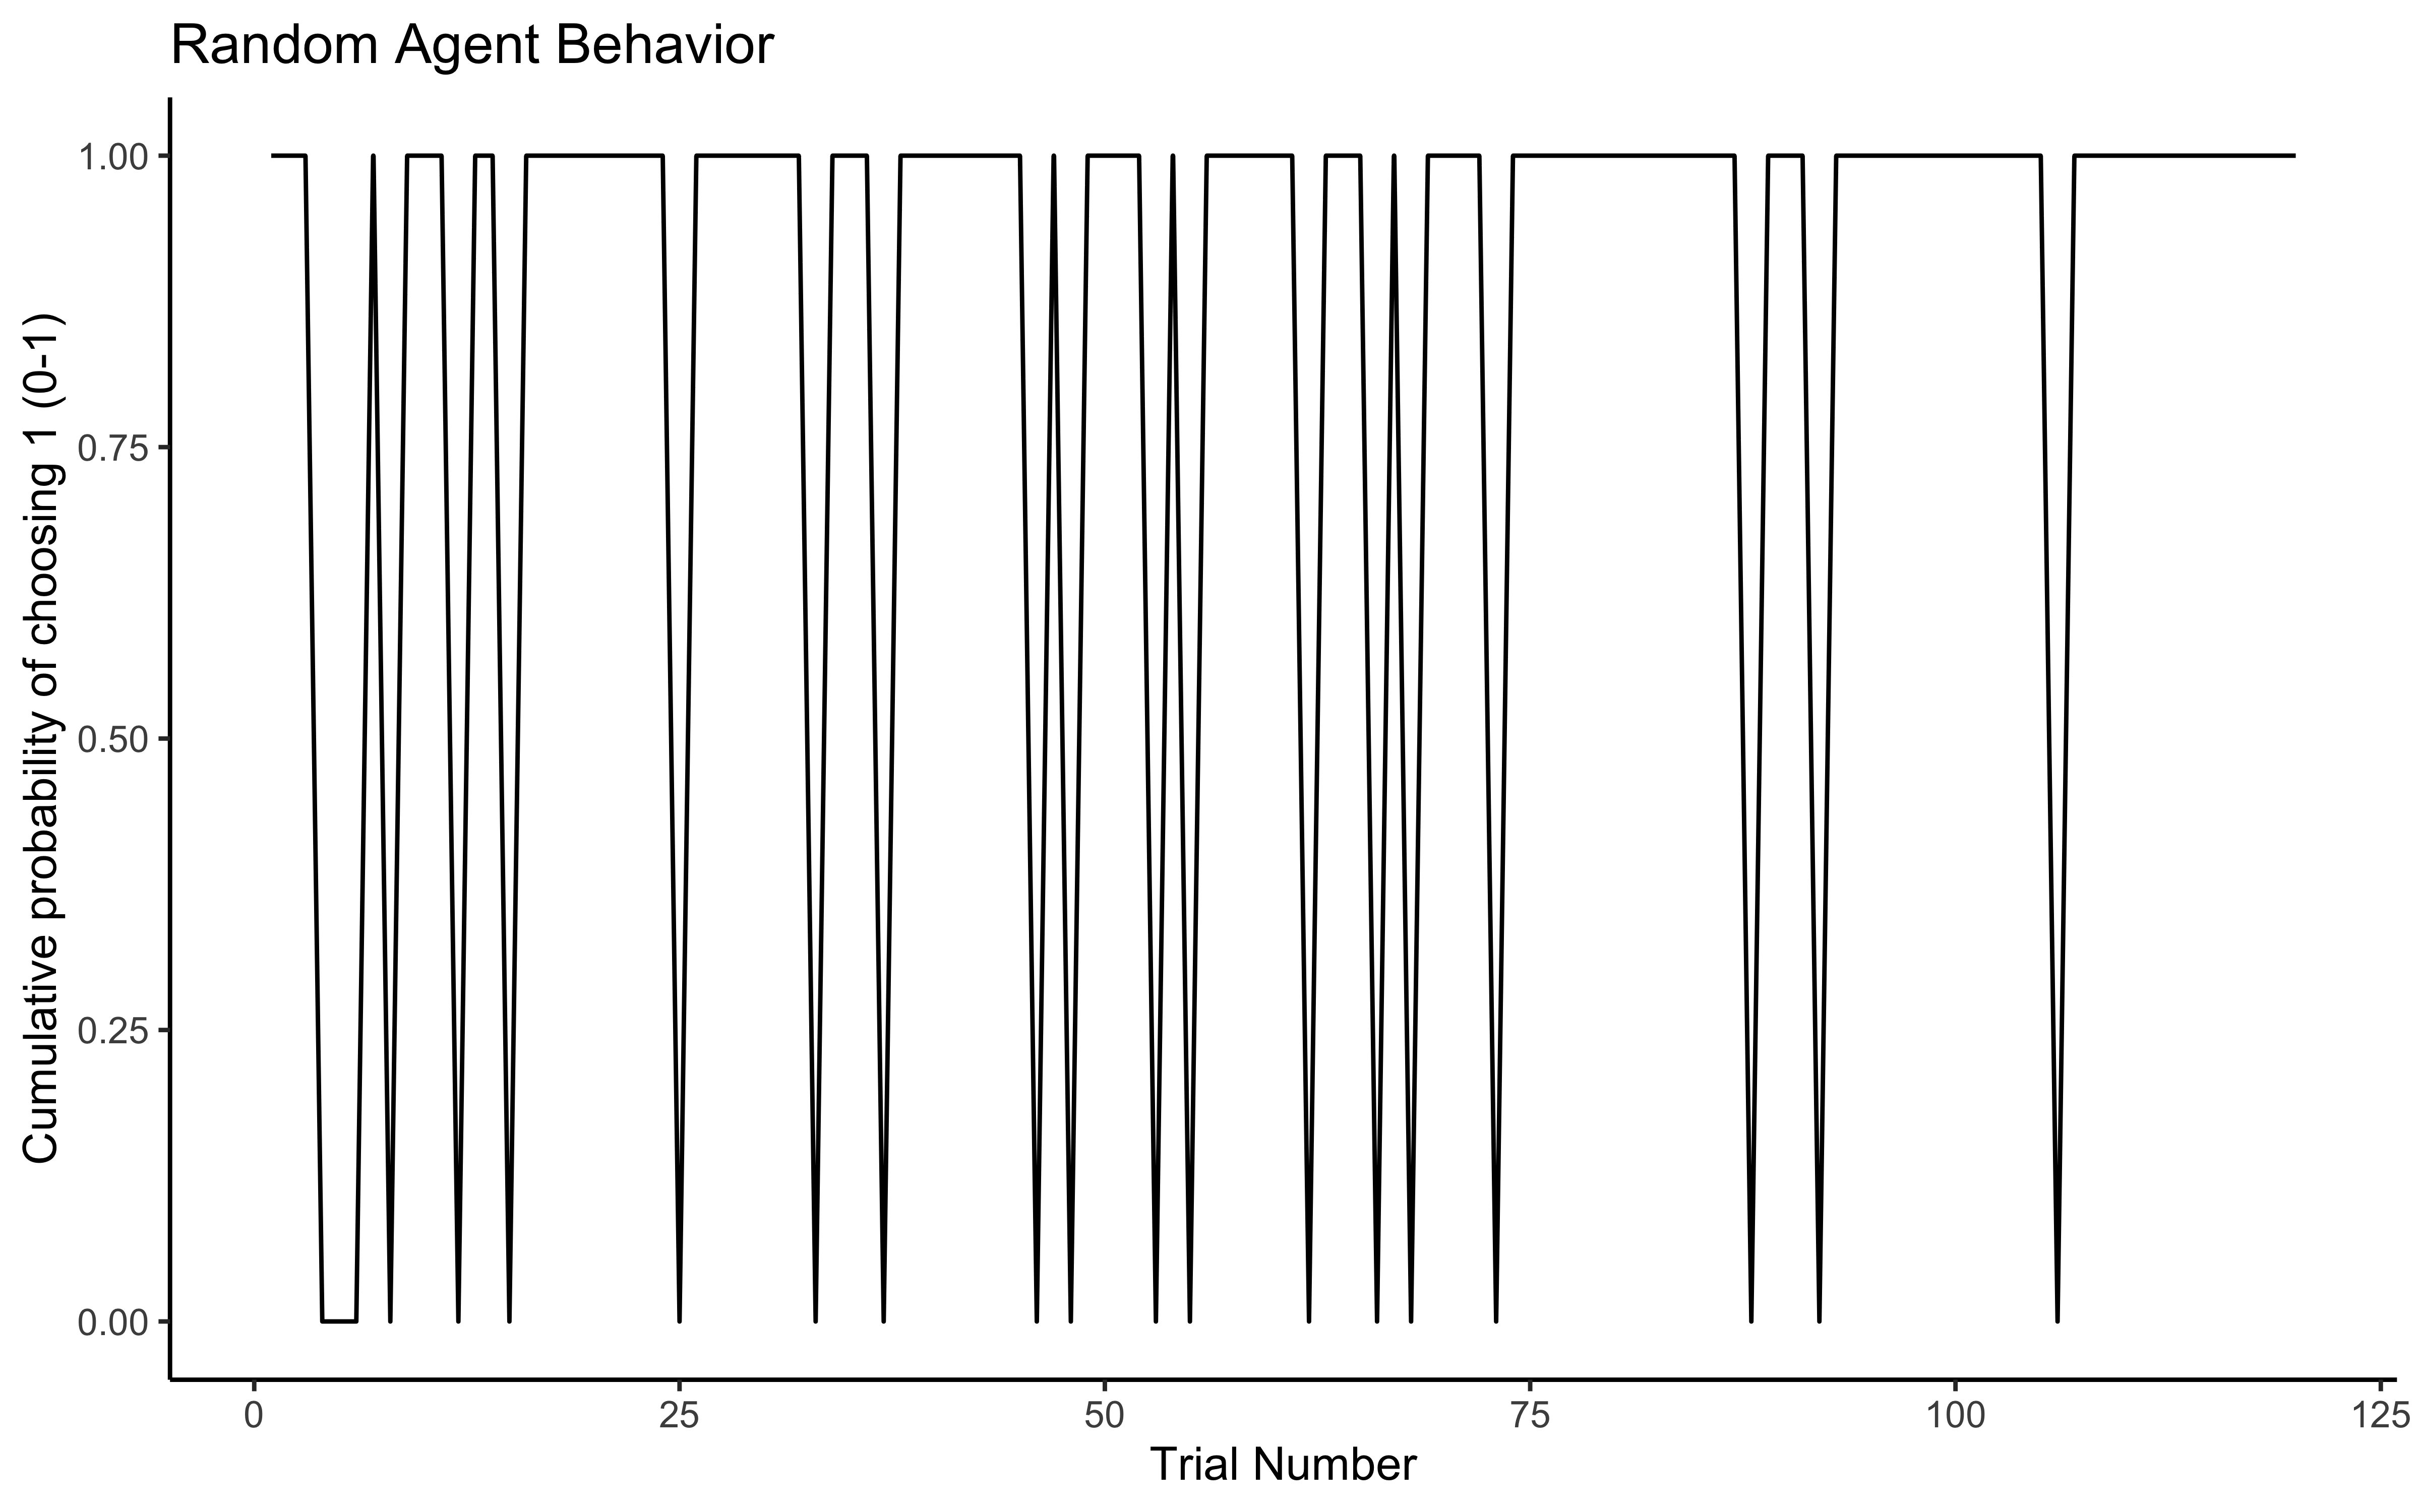 Random Agent Behavior
Cumulative probability of choosing 1 (0-1)
1.00
0.75
0.50
0.25
0.00
0 25 50 75 100 125
Trial Number